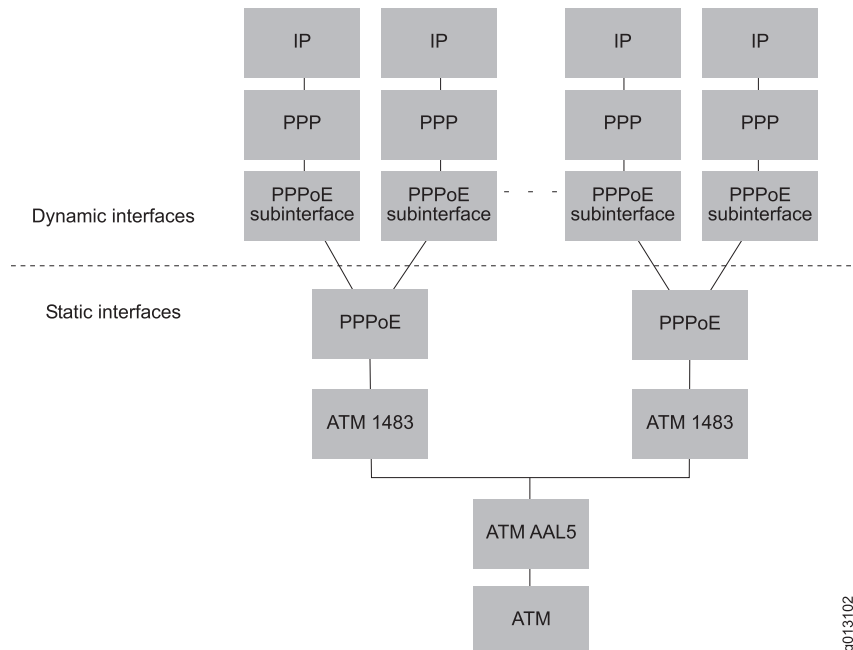 IP
IP
IP
IP
PPP
PPP
PPP
PPP
PPPoE
subinterface
PPPoE
subinterface
PPPoE
subinterface
PPPoE
subinterface
Dynamic interfaces
Static interfaces
PPPoE
PPPoE
ATM 1483
ATM 1483
ATM AAL5
ATM
g013102